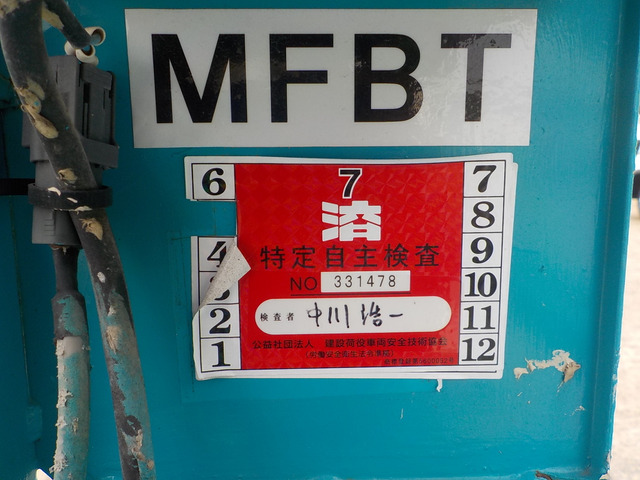 MFBT
6 7 7
8
溶
4 9
特定自主検査
3 10
NO 331478
2 11
検査者 中川浩一
1 12
公益社団法人 建設荷役車両安全技術協会